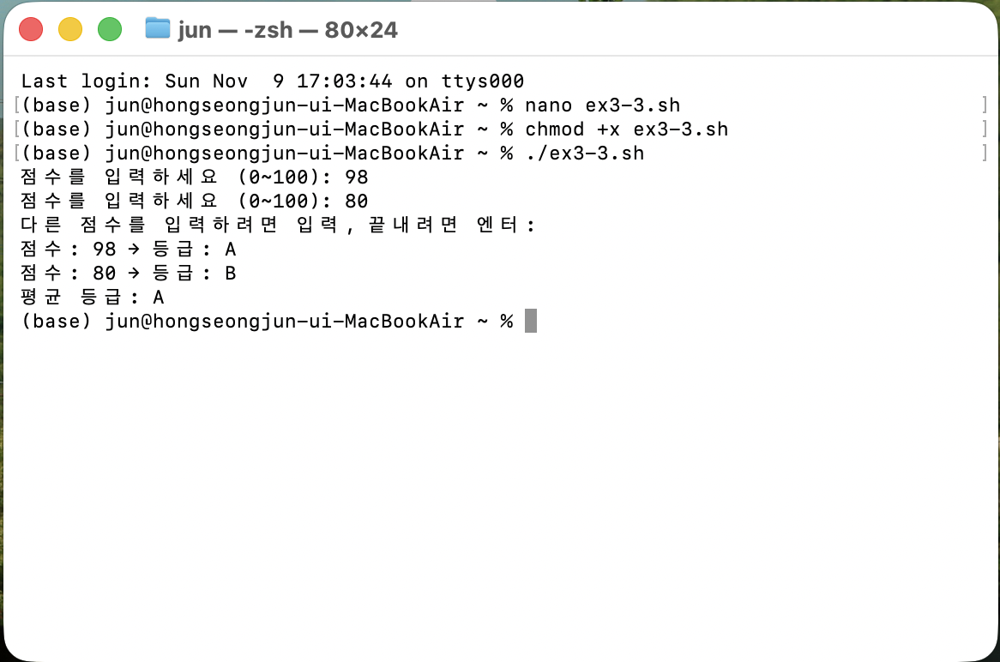 jun — -zsh — 80×24
Last login: Sun Nov  9 17:03:44 on ttys000
[(base) jun@hongseongjun-ui-MacBookAir ~ % nano ex3-3.sh ]
[(base) jun@hongseongjun-ui-MacBookAir ~ % chmod +x ex3-3.sh ]
[(base) jun@hongseongjun-ui-MacBookAir ~ % ./ex3-3.sh ]
점수를 입력하세요 (0~100): 98
점수를 입력하세요 (0~100): 80
다른 점수를 입력하려면 입력, 끝내려면 엔터:
점수: 98 → 등급: A
점수: 80 → 등급: B
평균 등급: A
(base) jun@hongseongjun-ui-MacBookAir ~ %